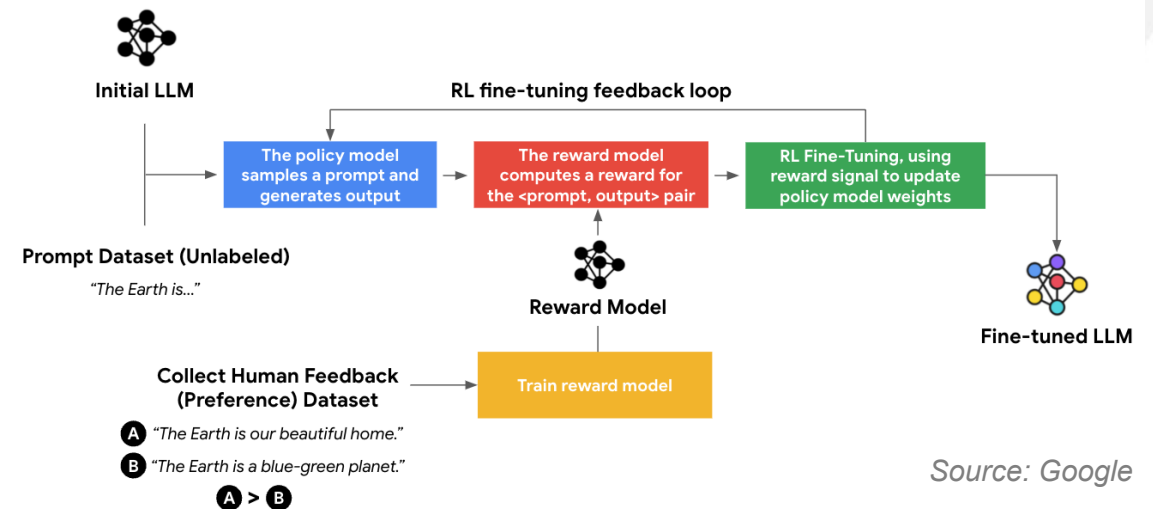 Initial LLM
RL fine-tuning feedback loop
The policy model
samples a prompt and
generates output
The reward model
computes a reward for
the <prompt, output> pair
RL Fine-Tuning, using
reward signal to update
policy model weights
Prompt Dataset (Unlabeled)
“The Earth is...”
Reward Model
Fine-tuned LLM
Collect Human Feedback
(Preference) Dataset
Train reward model
A “The Earth is our beautiful home.”
B “The Earth is a blue-green planet.”
A > B
Source: Google